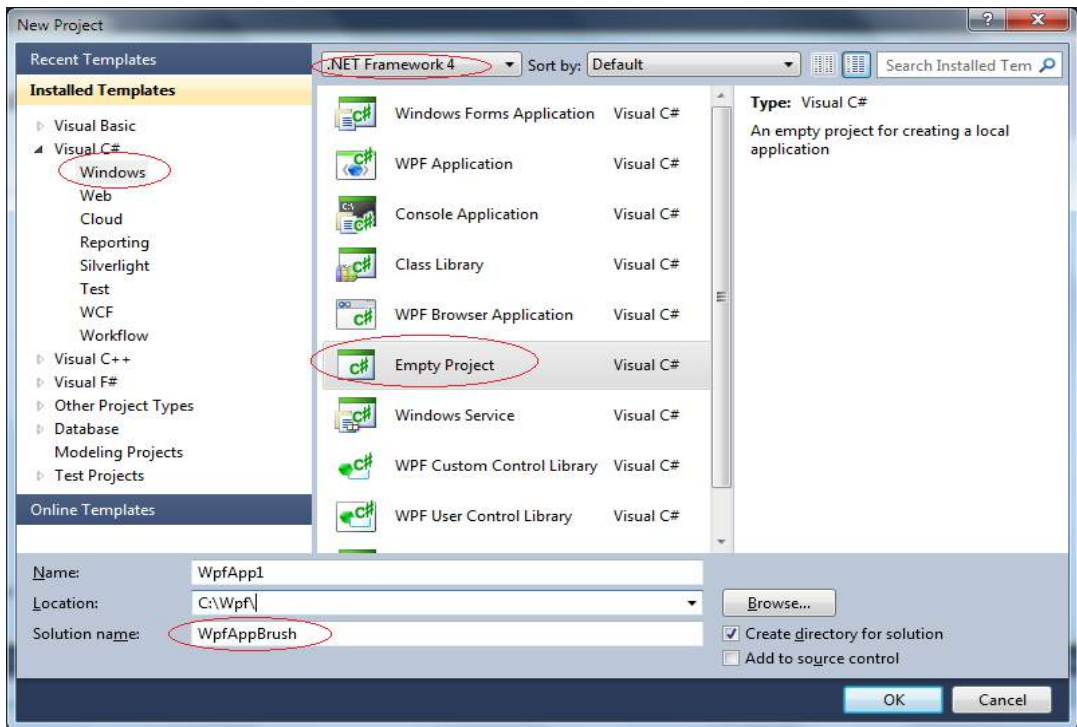 New Project
Recent Templates
Installed Templates
Visual Basic
Visual C#
Windows
Web
Cloud
Reporting
Silverlight
Test
WCF
Workflow
Visual C++
Visual F#
Other Project Types
Database
Modeling Projects
Test Projects
Online Templates
.NET Framework 4 Sort by: Default Search Installed Tem
Windows Forms Application Visual C#
WPF Application Visual C#
Console Application Visual C#
Class Library Visual C#
WPF Browser Application Visual C#
Empty Project Visual C#
Windows Service Visual C#
WPF Custom Control Library Visual C#
WPF User Control Library Visual C#
Type: Visual C#
An empty project for creating a local
application
Name: WpfApp1
Location: C:\Wpf\
Browse...
Solution name: WpfAppBrush
Create directory for solution
Add to source control
OK Cancel